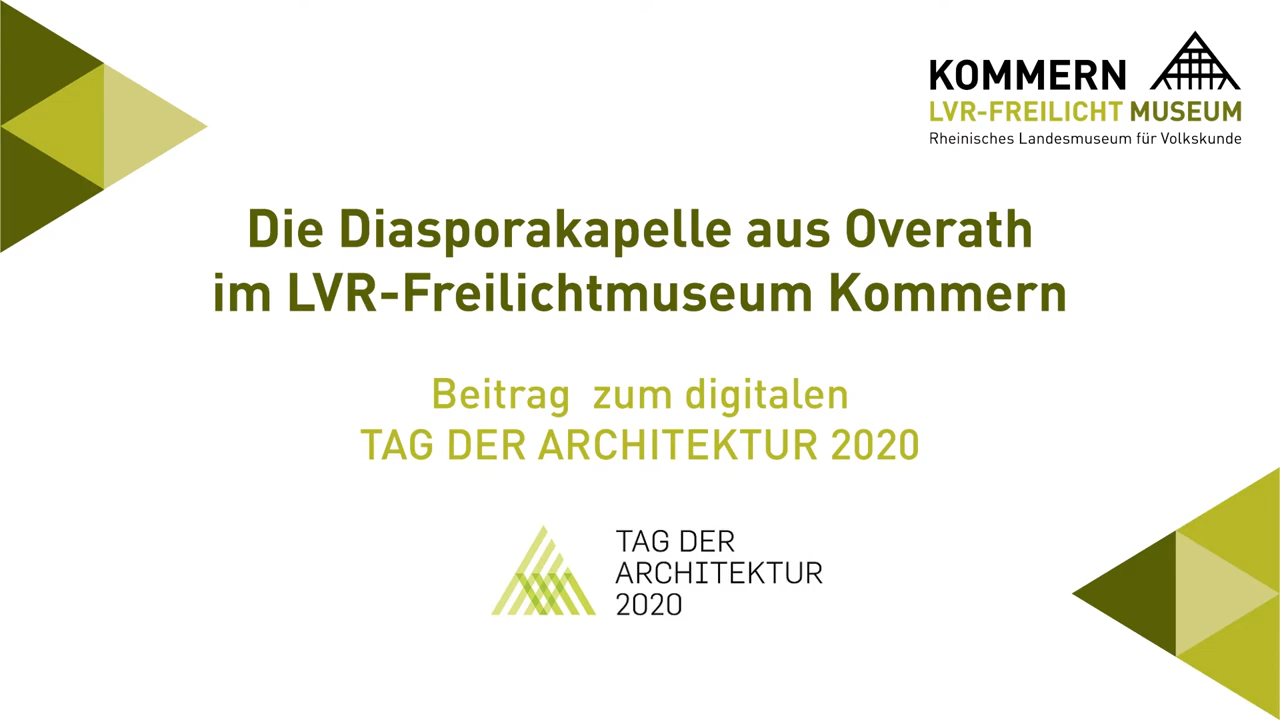 KOMMERN
LVR-FREILICHT MUSEUM
Rheinisches Landesmuseum für Volkskunde
Die Diasporakapelle aus Overath
im LVR-Freilichtmuseum Kommern
Beitrag zum digitalen
TAG DER ARCHITEKTUR 2020
TAG DER
ARCHITEKTUR
2020